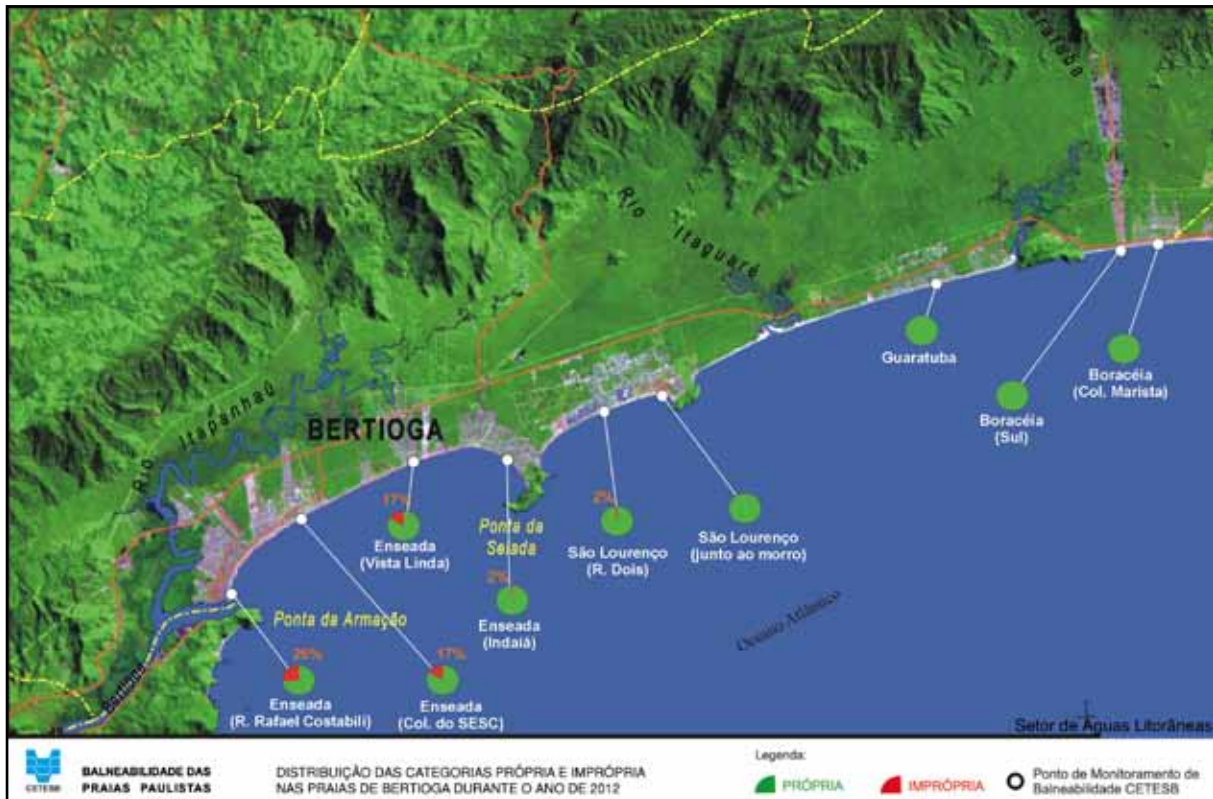 Rio
Itapanhaú
Rio
Itaguaré
BERTIOGA
Ponta da
Selada
Ponta da Armação
Oceano Atlântico
26%
Enseada
(R. Rafael Costabili)
17%
Enseada
(Col. do SESC)
17%
Enseada
(Vista Linda)
2%
Enseada
(Indaiá)
2%
São Lourenço
(R. Dois)
São Lourenço
(junto ao morro)
Guaratuba
Boracéia
(Sul)
Boracéia
(Col. Marista)
Setor de Águas Litorâneas
CETESB
BALNEABILIDADE DAS
PRAIAS PAULISTAS
DISTRIBUIÇÃO DAS CATEGORIAS PRÓPRIA E IMPRÓPRIA
NAS PRAIAS DE BERTIOGA DURANTE O ANO DE 2012
Legenda:
PRÓPRIA
IMPRÓPRIA
Ponto de Monitoramento de
Balneabilidade CETESB